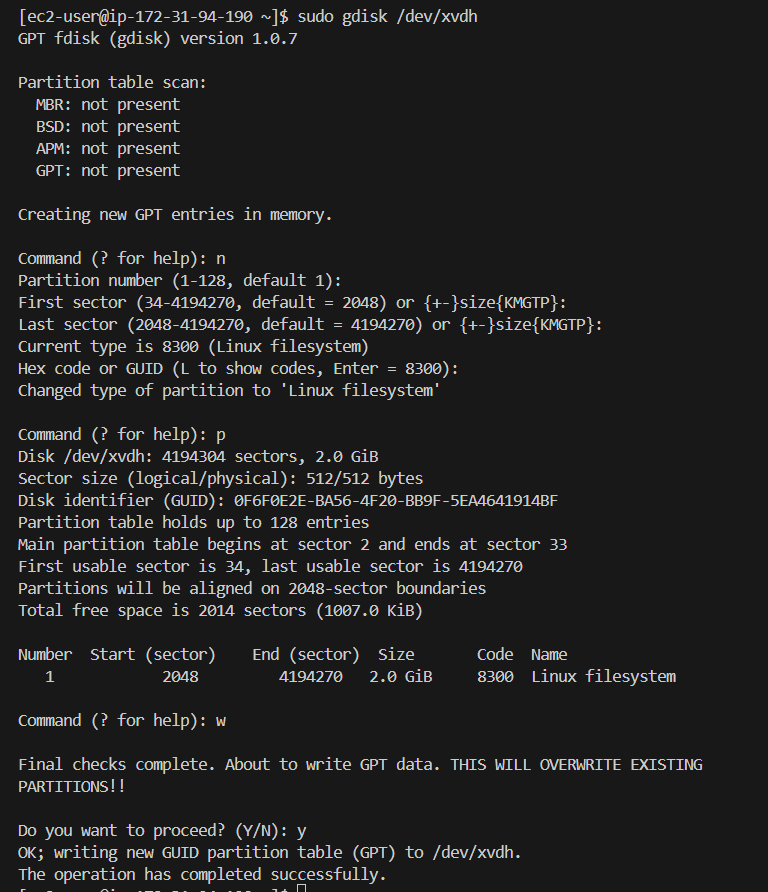 [ec2-user@ip-172-31-94-190 ~]$ sudo gdisk /dev/xvdh
GPT fdisk (gdisk) version 1.0.7
Partition table scan:
MBR: not present
BSD: not present
APM: not present
GPT: not present
Creating new GPT entries in memory.
Command (? for help): n
Partition number (1-128, default 1):
First sector (34-4194270, default = 2048) or {+-}size{KMGTP}:
Last sector (2048-4194270, default = 4194270) or {+-}size{KMGTP}:
Current type is 8300 (Linux filesystem)
Hex code or GUID (L to show codes, Enter = 8300):
Changed type of partition to 'Linux filesystem'
Command (? for help): p
Disk /dev/xvdh: 4194304 sectors, 2.0 GiB
Sector size (logical/physical): 512/512 bytes
Disk identifier (GUID): 0F6F0E2E-BA56-4F20-BB9F-5EA4641914BF
Partition table holds up to 128 entries
Main partition table begins at sector 2 and ends at sector 33
First usable sector is 34, last usable sector is 4194270
Partitions will be aligned on 2048-sector boundaries
Total free space is 2014 sectors (1007.0 KiB)
Number  Start (sector)    End (sector)  Size       Code  Name
1            2048         4194270   2.0 GiB     8300  Linux filesystem
Command (? for help): w
Final checks complete. About to write GPT data. THIS WILL OVERWRITE EXISTING
PARTITIONS!!
Do you want to proceed? (Y/N): y
OK; writing new GUID partition table (GPT) to /dev/xvdh.
The operation has completed successfully.